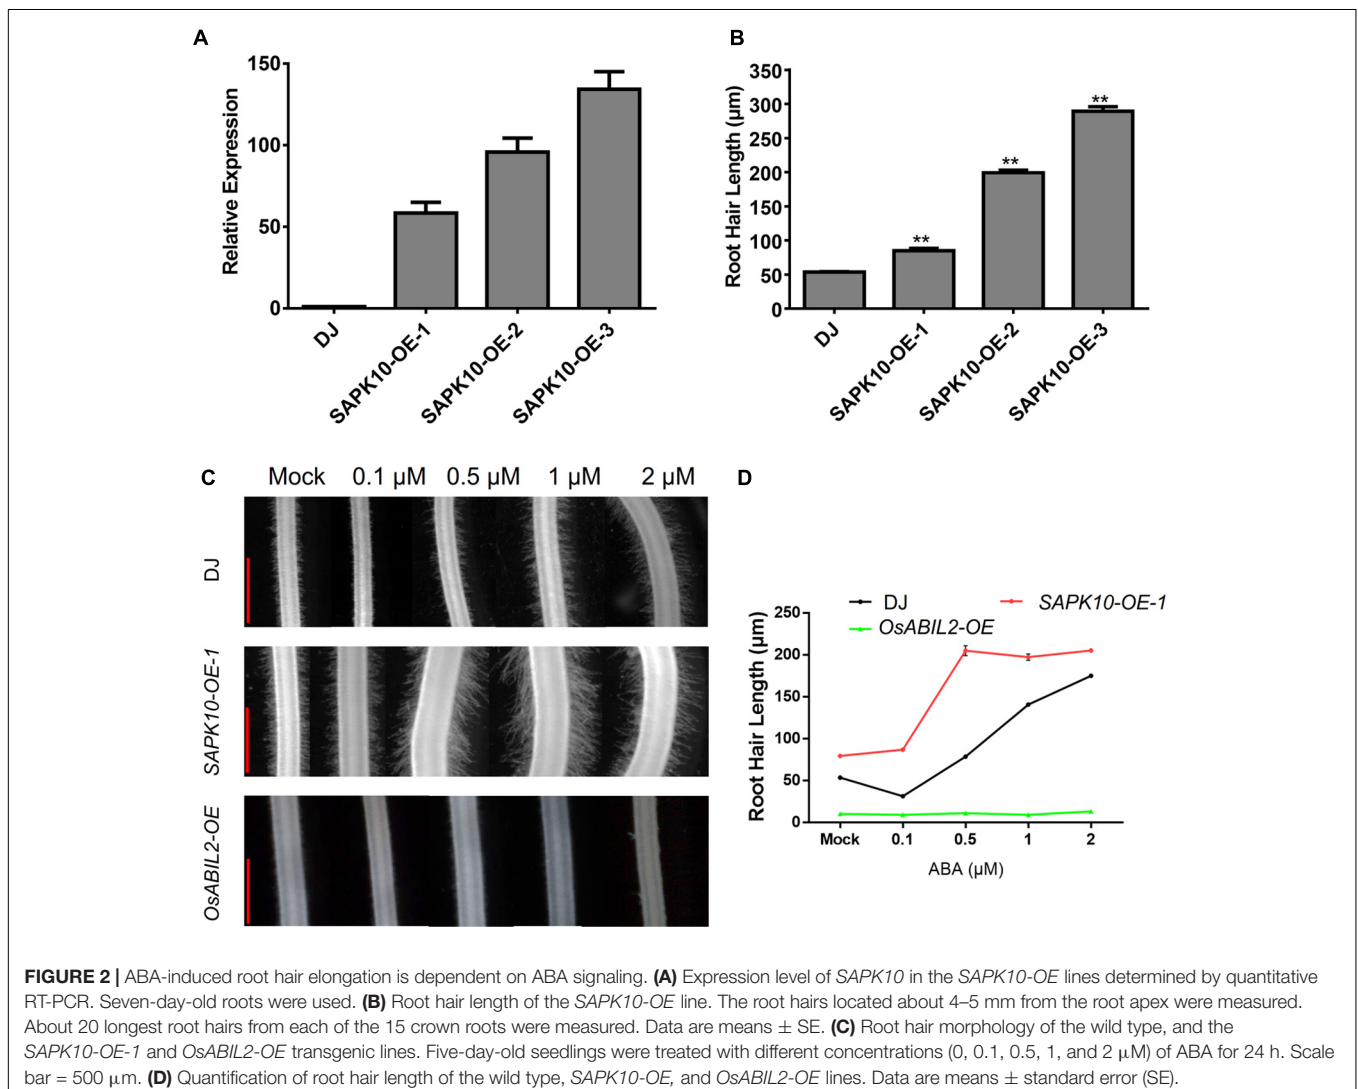 A
150
100
50
0
Relative Expression
DJ
SAPK10-OE-1
SAPK10-OE-2
SAPK10-OE-3
B
350
300
250
200
150
100
50
0
Root Hair Length (µm)
**
**
**
DJ
SAPK10-OE-1
SAPK10-OE-2
SAPK10-OE-3
C
Mock 0.1 µM 0.5 µM 1 µM 2 µM
DJ
SAPK10-OE-1
OsABIL2-OE
D
DJ SAPK10-OE-1
OsABIL2-OE
250
200
150
100
50
0
Root Hair Length (µm)
Mock 0.1 0.5 1 2
ABA (µM)
FIGURE 2 | ABA-induced root hair elongation is dependent on ABA signaling. (A) Expression level of SAPK10 in the SAPK10-OE lines determined by quantitative
RT-PCR. Seven-day-old roots were used. (B) Root hair length of the SAPK10-OE line. The root hairs located about 4–5 mm from the root apex were measured.
About 20 longest root hairs from each of the 15 crown roots were measured. Data are means ± SE. (C) Root hair morphology of the wild type, and the
SAPK10-OE-1 and OsABIL2-OE transgenic lines. Five-day-old seedlings were treated with different concentrations (0, 0.1, 0.5, 1, and 2 µM) of ABA for 24 h. Scale
bar = 500 µm. (D) Quantification of root hair length of the wild type, SAPK10-OE, and OsABIL2-OE lines. Data are means ± standard error (SE).